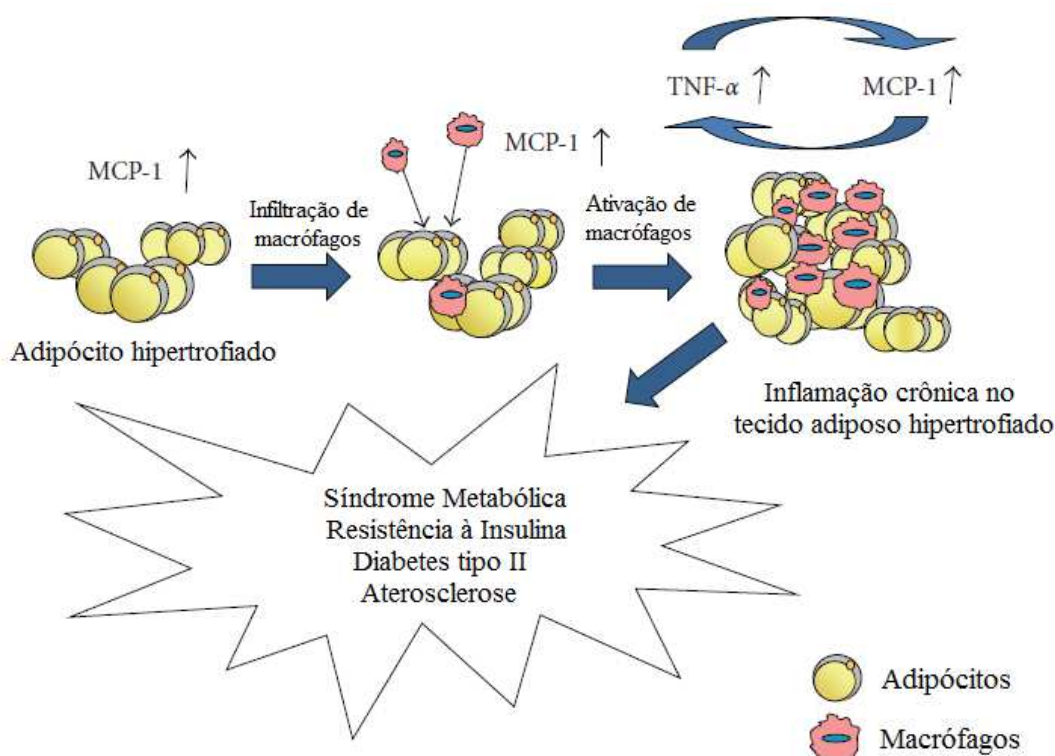 TNF-α ↑ MCP-1 ↑
MCP-1 ↑
MCP-1 ↑
Infiltração de
macrófagos
Ativação de
macrófagos
Adipócito hipertrofiado
Inflamação crônica no
tecido adiposo hipertrofiado
Síndrome Metabólica
Resistência à Insulina
Diabetes tipo II
Aterosclerose
Adipócitos
Macrófagos